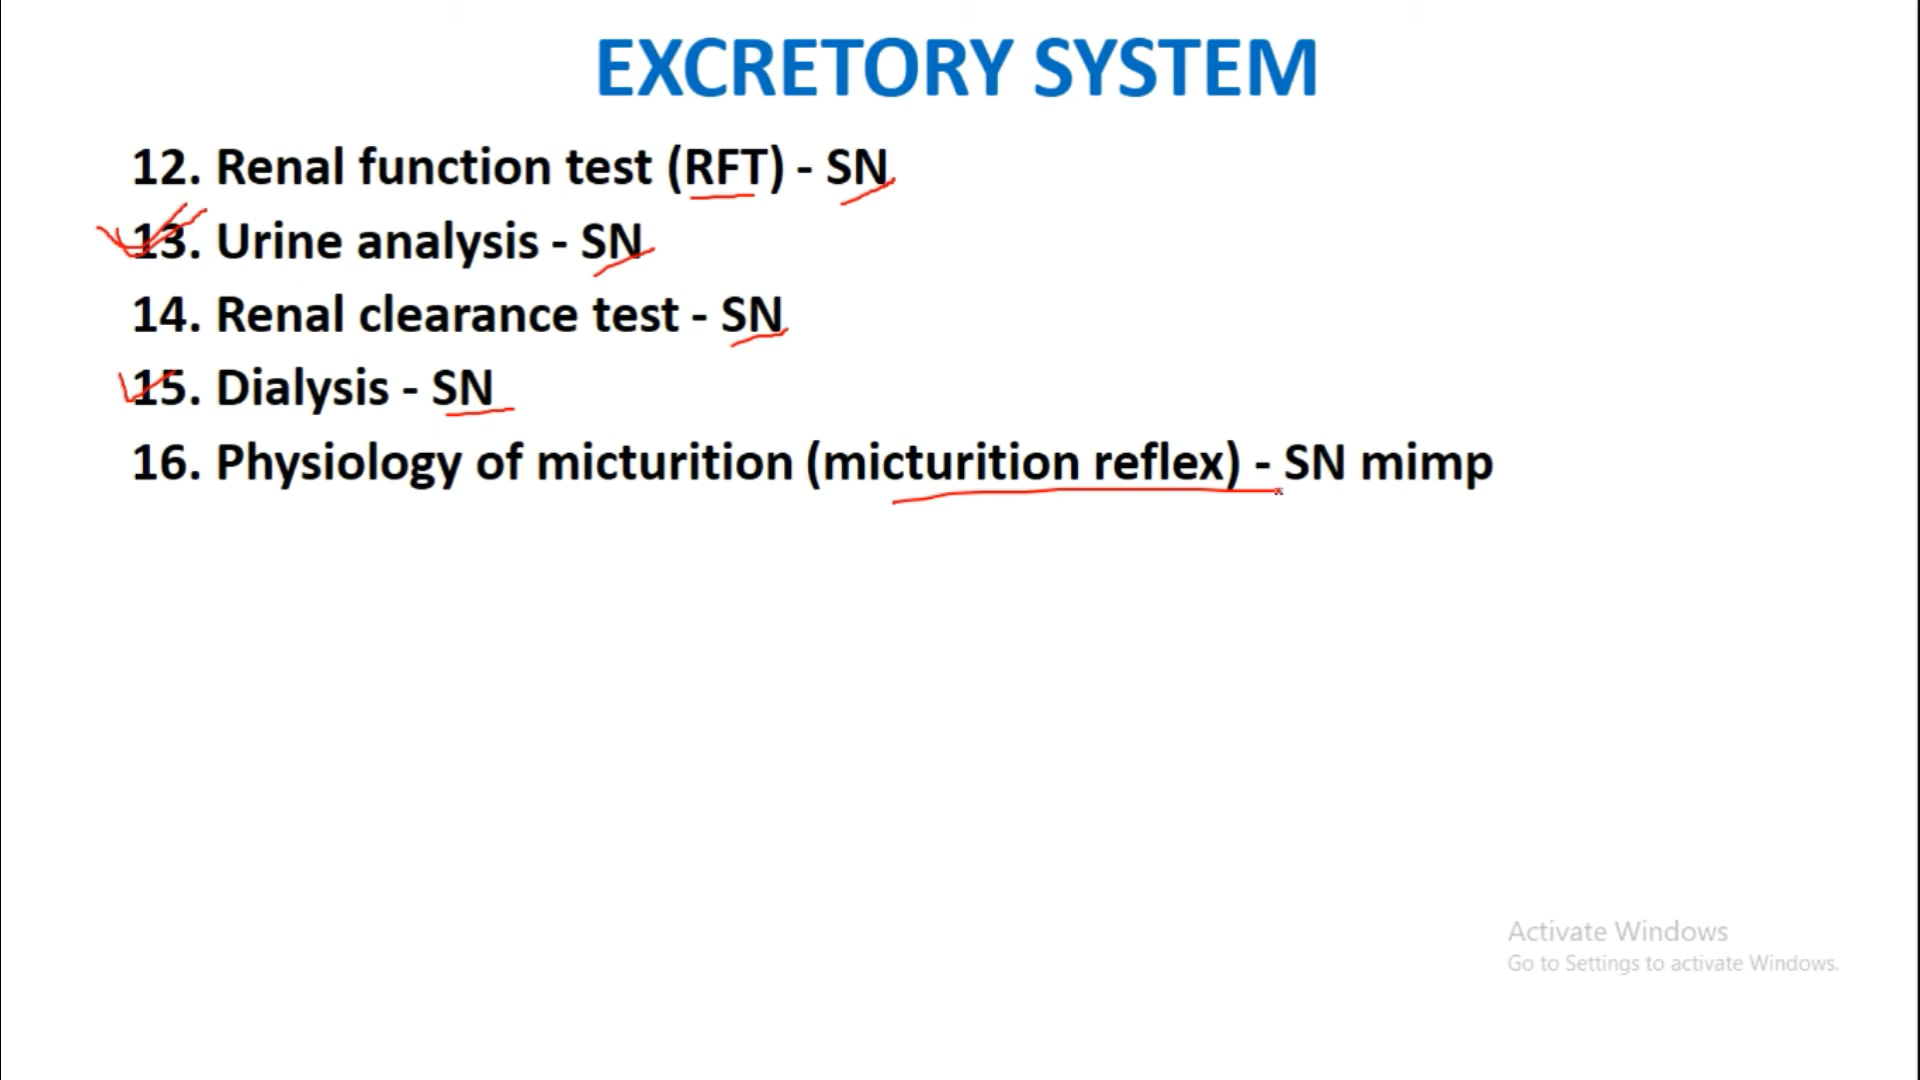 EXCRETORY SYSTEM
12. Renal function test (RFT) - SN
13. Urine analysis - SN
14. Renal clearance test - SN
15. Dialysis - SN
16. Physiology of micturition (micturition reflex) - SN mimp
Activate Windows
Go to Settings to activate Windows.